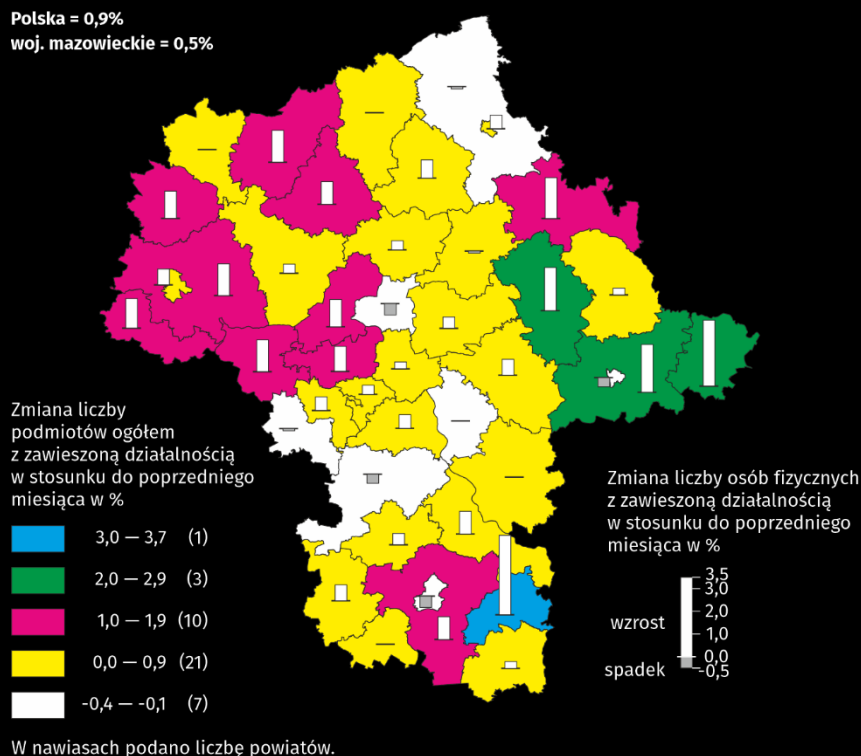 Polska = 0,9%
woj. mazowieckie = 0,5%
Zmiana liczby
podmiotów ogółem
z zawieszoną działalnością
w stosunku do poprzedniego
miesiąca w %
3,0 — 3,7 (1)
2,0 — 2,9 (3)
1,0 — 1,9 (10)
0,0 — 0,9 (21)
-0,4 — -0,1 (7)
W nawiasach podano liczbę powiatów.
Zmiana liczby osób fizycznych
z zawieszoną działalnością
w stosunku do poprzedniego
miesiąca w %
3,5
3,0
2,0
wzrost
1,0
0,0
spadek
-0,5